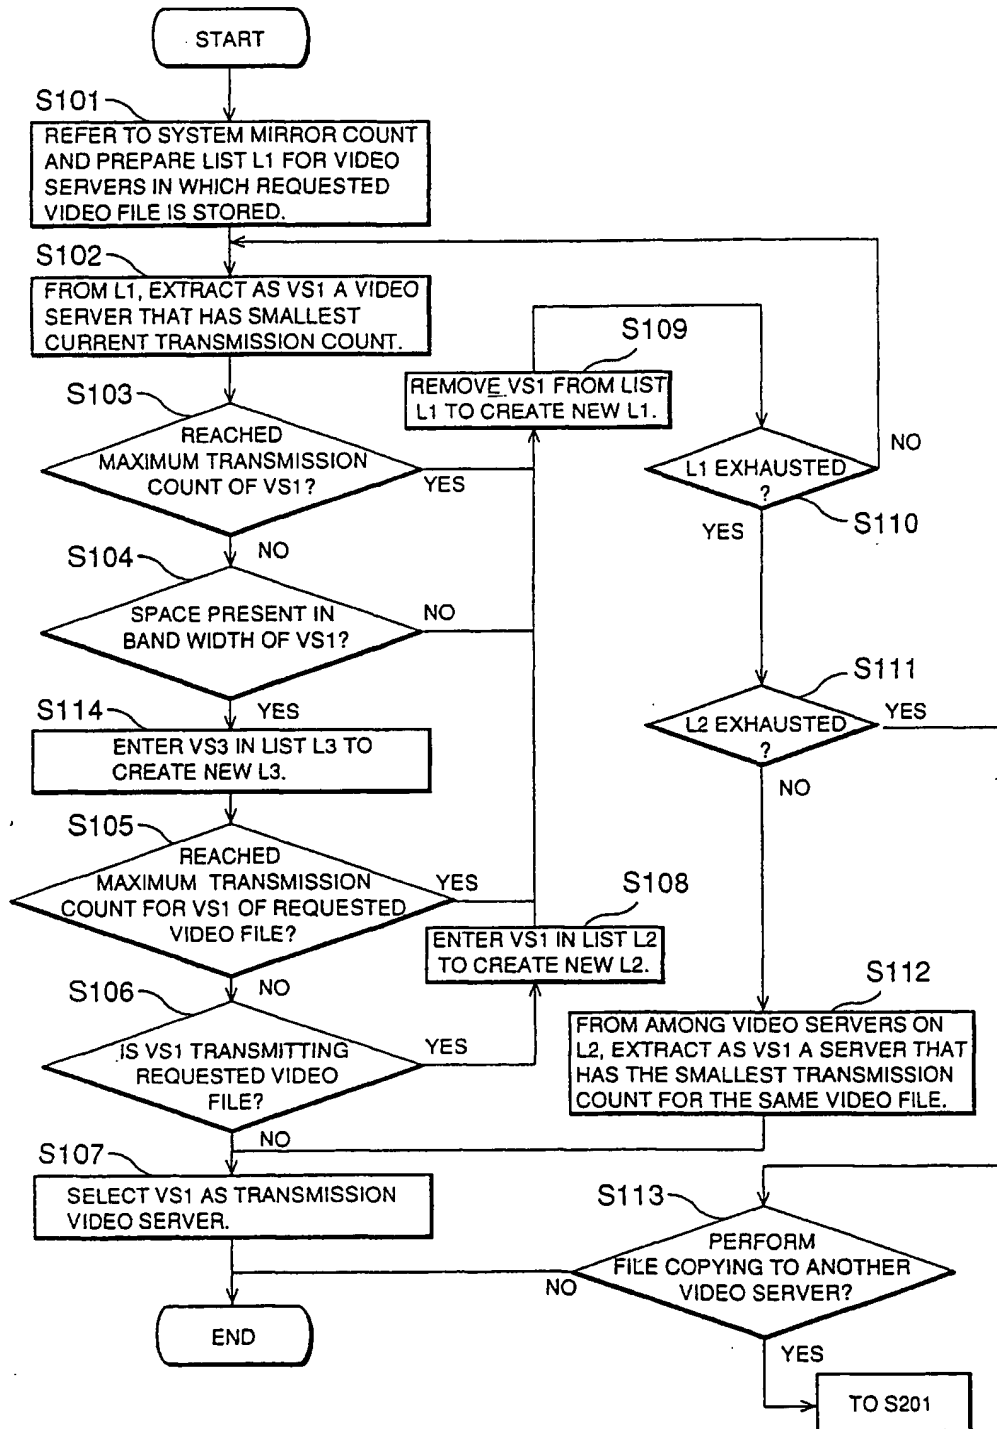 START
S101
REFER TO SYSTEM MIRROR COUNT
AND PREPARE LIST L1 FOR VIDEO
SERVERS IN WHICH REQUESTED
VIDEO FILE IS STORED.
S102
FROM L1, EXTRACT AS VS1 A VIDEO
SERVER THAT HAS SMALLEST
CURRENT TRANSMISSION COUNT.
S103
REACHED
MAXIMUM TRANSMISSION
COUNT OF VS1?
YES
NO
S104
SPACE PRESENT IN
BAND WIDTH OF VS1?
NO
YES
S114
ENTER VS3 IN LIST L3 TO
CREATE NEW L3.
S105
REACHED
MAXIMUM TRANSMISSION
COUNT FOR VS1 OF REQUESTED
VIDEO FILE?
YES
NO
S106
IS VS1 TRANSMITTING
REQUESTED VIDEO
FILE?
YES
NO
S107
SELECT VS1 AS TRANSMISSION
VIDEO SERVER.
END
S108
ENTER VS1 IN LIST L2
TO CREATE NEW L2.
S109
REMOVE VS1 FROM LIST
L1 TO CREATE NEW L1.
L1 EXHAUSTED
?
NO
S110
YES
S111
L2 EXHAUSTED
?
YES
NO
S112
FROM AMONG VIDEO SERVERS ON
L2, EXTRACT AS VS1 A SERVER THAT
HAS THE SMALLEST TRANSMISSION
COUNT FOR THE SAME VIDEO FILE.
S113
PERFORM
FILE COPYING TO ANOTHER
VIDEO SERVER?
NO
YES
TO S201